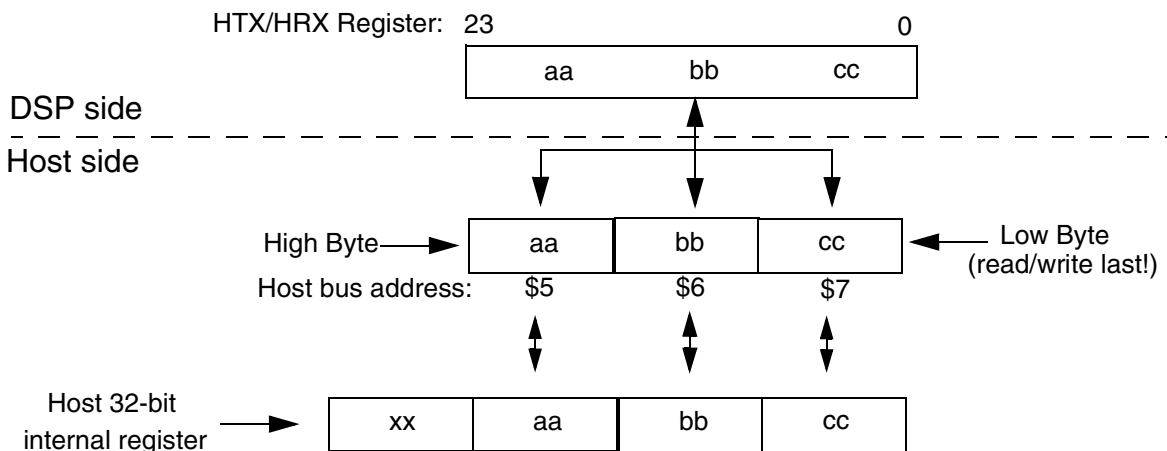 HTX/HRX Register: 23 0
aa bb cc
DSP side
Host side
High Byte aa bb cc Low Byte
(read/write last!)
Host bus address: $5 $6 $7
Host 32-bit
internal register
xx aa bb cc